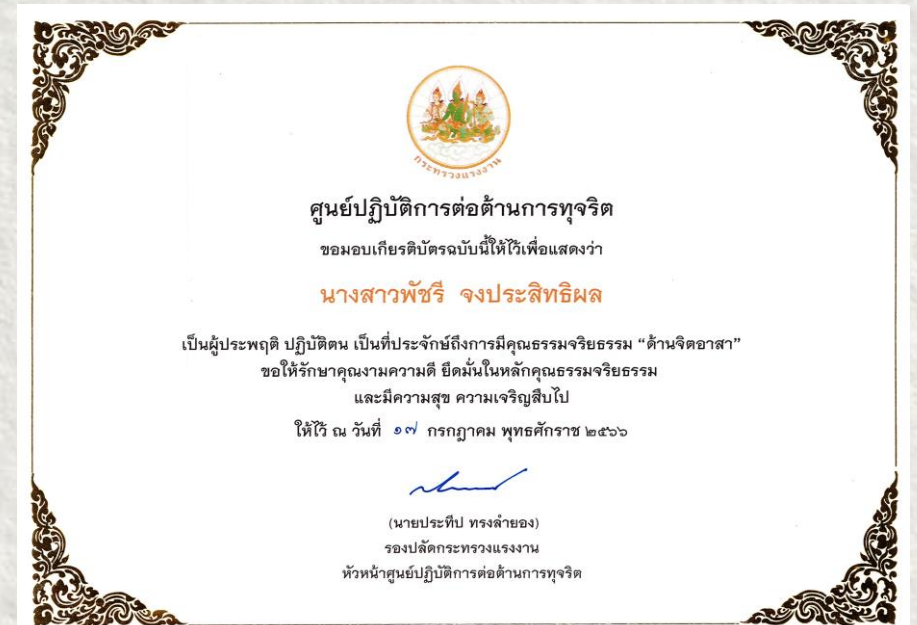 กระทรวงแรงงาน
ศูนย์ปฏิบัติการต่อต้านการทุจริต
ขอมอบเกียรติบัตรฉบับนี้ให้ไว้เพื่อแสดงว่า
นางสาวพัชรี จงประสิทธิผล
เป็นผู้ประพฤติ ปฏิบัติตน เป็นที่ประจักษ์ถึงการมีคุณธรรมจริยธรรม “ด้านจิตอาสา”
ขอให้รักษาคุณงามความดี ยึดมั่นในหลักคุณธรรมจริยธรรม
และมีความสุข ความเจริญสืบไป
ให้ไว้ ณ วันที่ ๑๗ กรกฎาคม พุทธศักราช ๒๕๖๖
(นายประทีป ทรงลำยอง)
รองปลัดกระทรวงแรงงาน
หัวหน้าศูนย์ปฏิบัติการต่อต้านการทุจริต